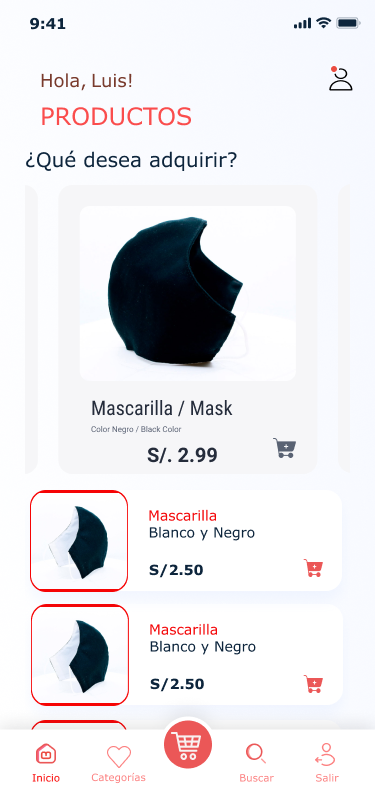 9:41
Hola, Luis!
PRODUCTOS
¿Qué desea adquirir?
Mascarilla / Mask
Color Negro / Black Color
S/. 2.99
Mascarilla
Blanco y Negro
S/2.50
Mascarilla
Blanco y Negro
S/2.50
Inicio
Categorías
Buscar
Salir